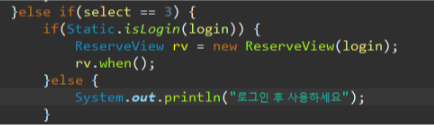 }else if(select == 3) {
if(Static.isLogin(login)) {
ReserveView rv = new ReserveView(login);
rv.when();
}else {
System.out.println("로그인 후 사용하세요");
}